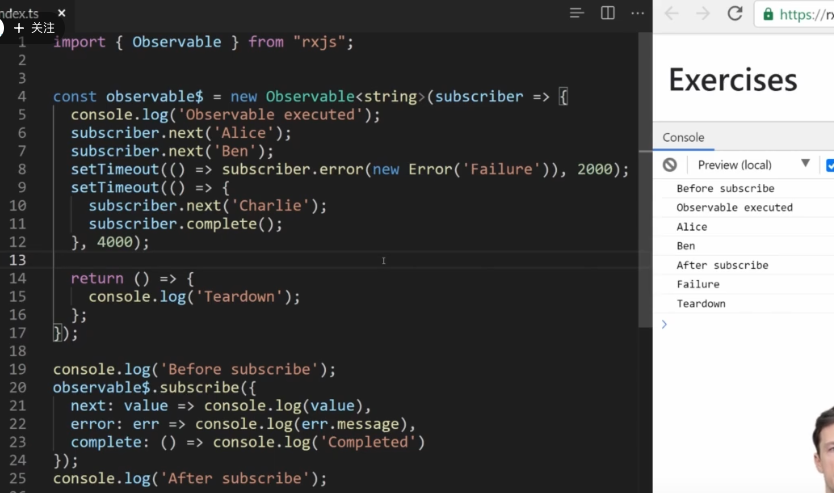 index.ts ×
+ 关注
1 import { Observable } from "rxjs";
2
3
4 const observable$ = new Observable<string>(subscriber => {
5 console.log('Observable executed');
6 subscriber.next('Alice');
7 subscriber.next('Ben');
8 setTimeout(() => subscriber.error(new Error('Failure')), 2000);
9 setTimeout(() => {
10 subscriber.next('Charlie');
11 subscriber.complete();
12 }, 4000);
13
14 return () => {
15 console.log('Teardown');
16 };
17 });
18
19 console.log('Before subscribe');
20 observable$.subscribe({
21 next: value => console.log(value),
22 error: err => console.log(err.message),
23 complete: () => console.log('Completed')
24 });
25 console.log('After subscribe');
https://rx
Exercises
Console
Preview (local)
Before subscribe
Observable executed
Alice
Ben
After subscribe
Failure
Teardown